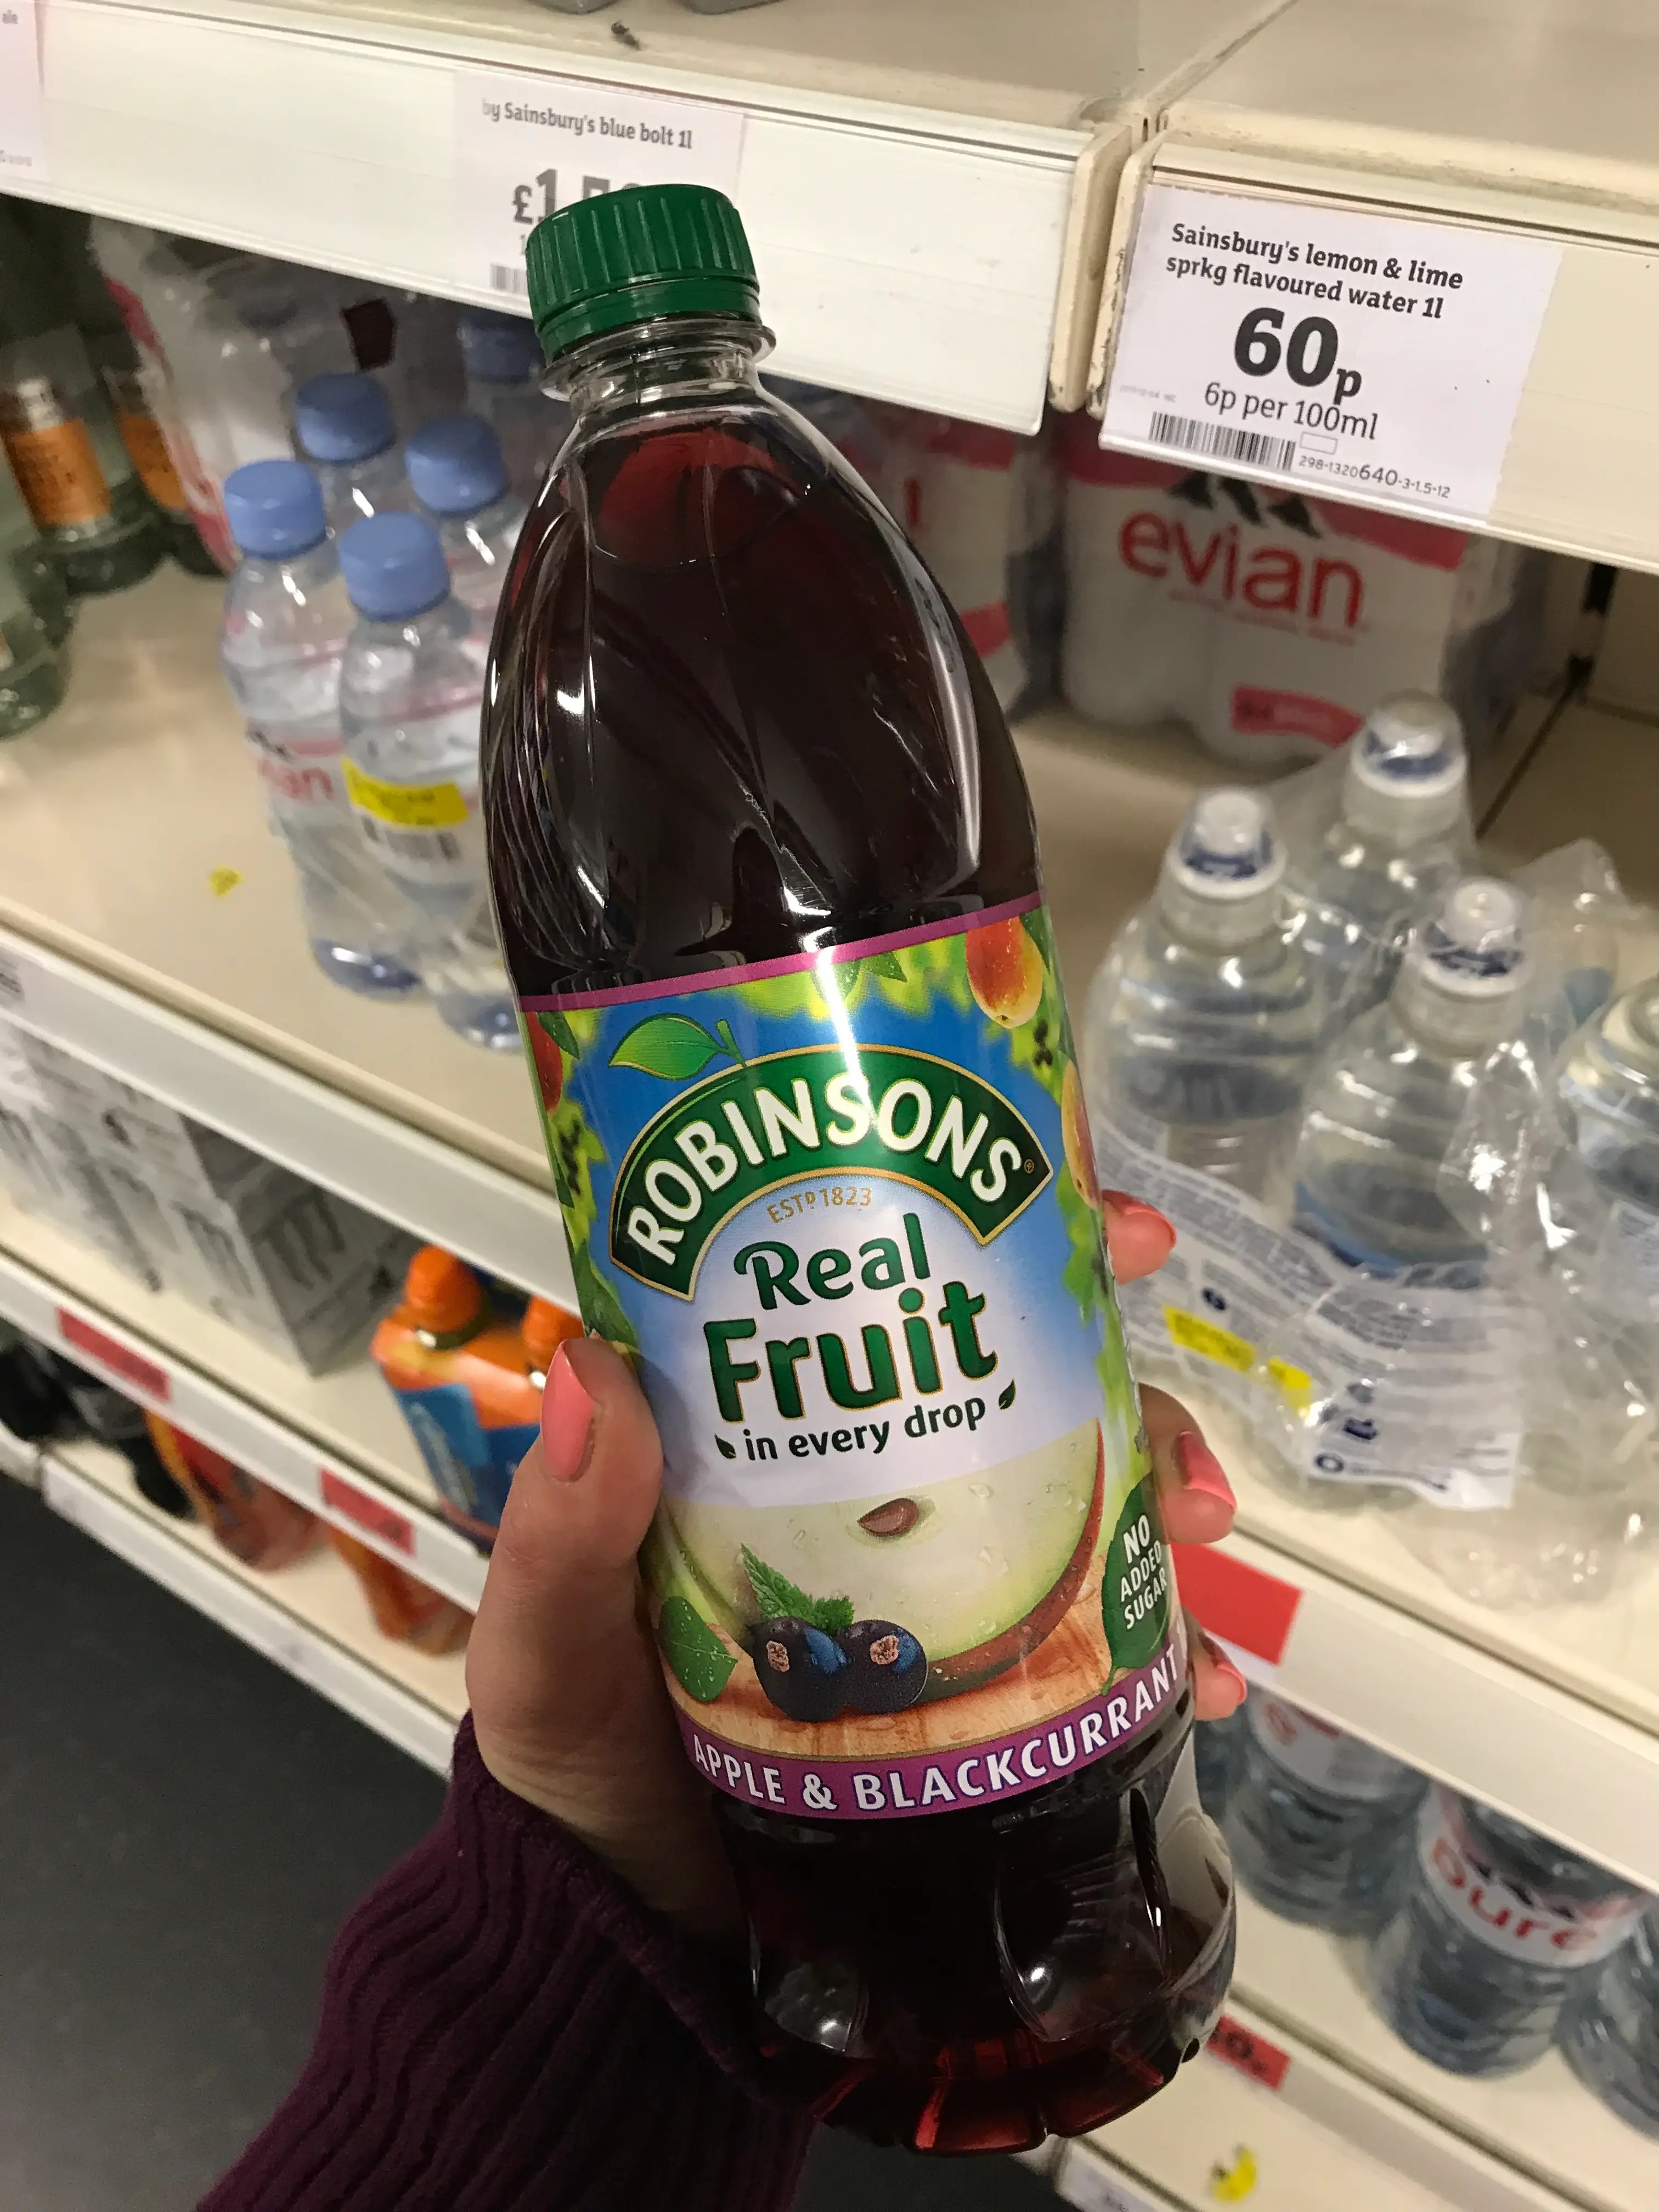 by Sainsbury's blue bolt 1l
Sainsbury's lemon & lime
sprkg flavoured water 1l
60p
6p per 100ml
298-1320640-3-1.5-12
evian
ROBINSONS®
ESTD 1823
Real
Fruit
in every drop
NO
ADDED
SUGAR
APPLE & BLACKCURRANT
pure